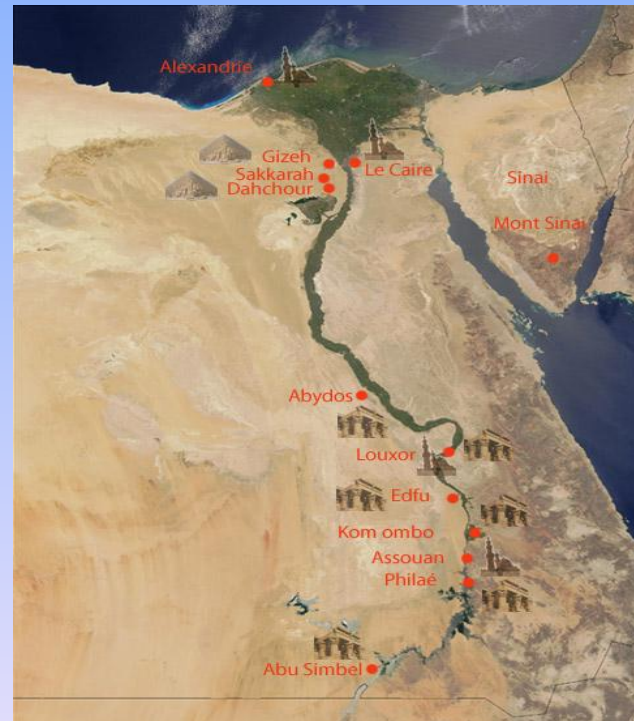 Alexandrie
Gizeh
Le Caire
Sakkarah
Dahchour
Sinai
Mont Sinai
Abydos
Louxor
Edfu
Kom ombo
Assouan
Philaé
Abu Simbel